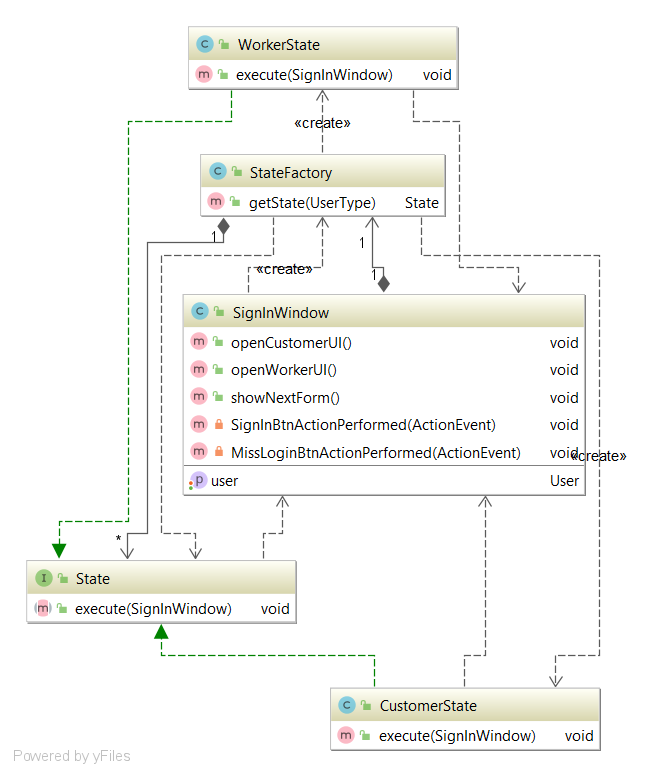 C WorkerState
m execute(SignInWindow) void
«create»
C StateFactory
m getState(UserType) State
1
1
«create»
1
C SignInWindow
m openCustomerUI() void
m openWorkerUI() void
m showNextForm() void
m SignInBtnActionPerformed(ActionEvent) void
m MissLoginBtnActionPerformed(ActionEvent) void
«create»
p user User
*
I State
m execute(SignInWindow) void
C CustomerState
m execute(SignInWindow) void
Powered by yFiles